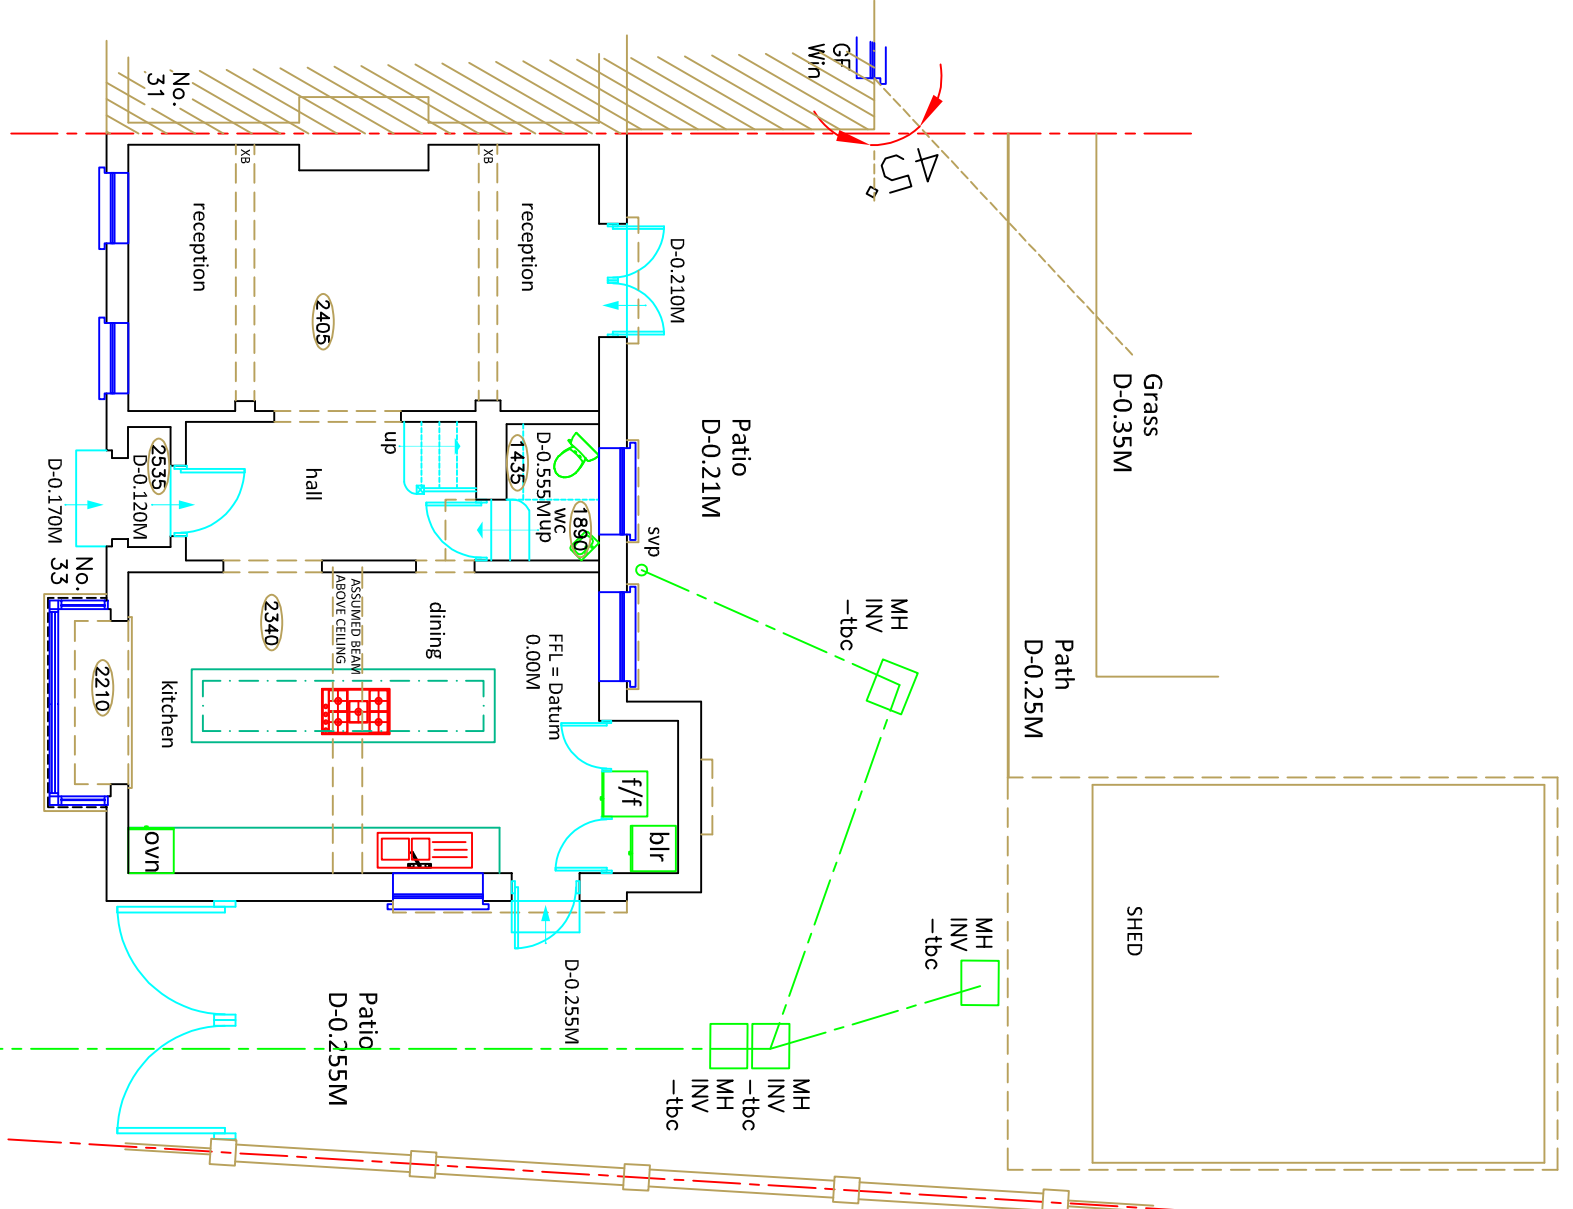 No.
31
GF
Win
45
XB
XB
reception
reception
2405
D-0.210M
Grass
D-0.35M
Patio
D-0.21M
up
hall
2535
D-0.120M
D-0.170M
1435
D-0.555M
up
wc
1890
svp
No.
33
MH
INV
-tbc
Path
D-0.25M
ASSUMED BEAM
ABOVE CEILING
2340
dining
FFL = Datum
0.00M
2210
kitchen
f/f
blr
ovn
SHED
MH
INV
-tbc
D-0.255M
Patio
D-0.255M
MH
INV
-tbc
MH
INV
-tbc